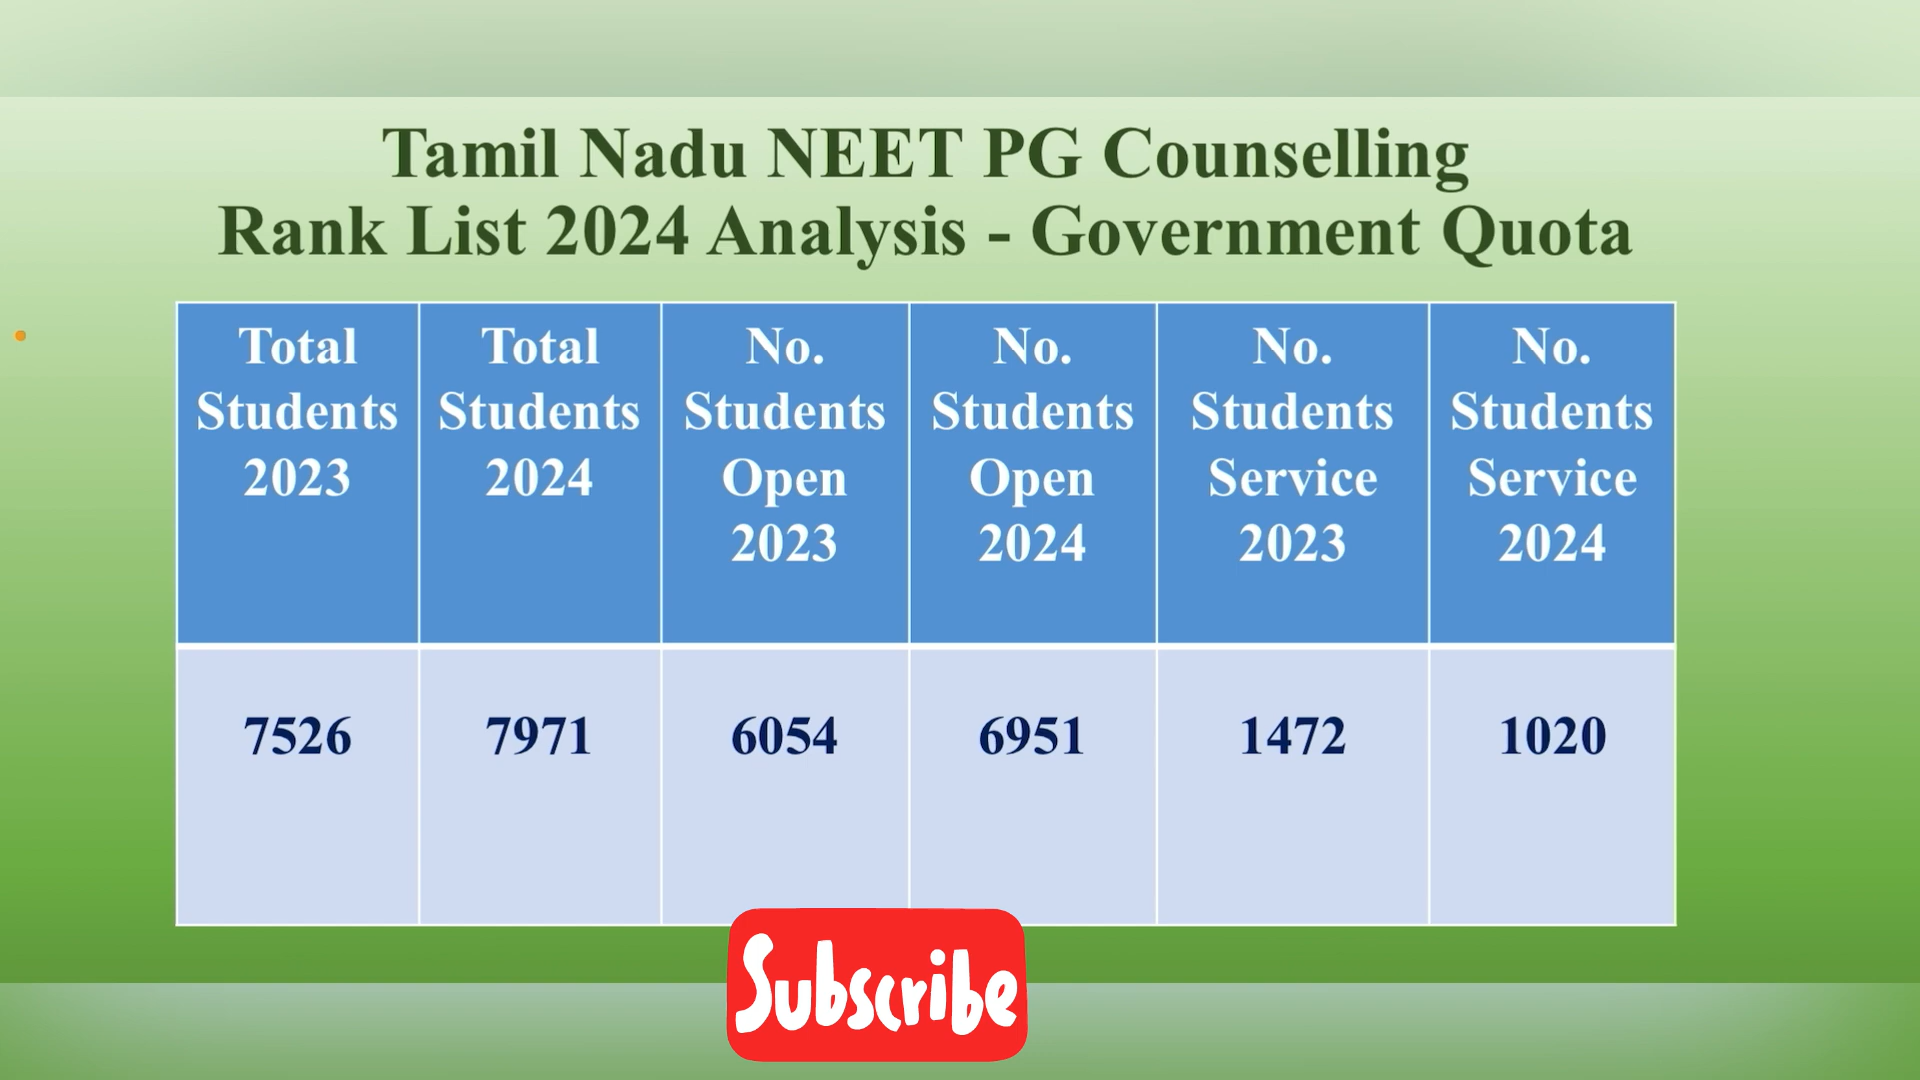 Tamil Nadu NEET PG Counselling
Rank List 2024 Analysis - Government Quota
Total Students 2023
Total Students 2024
No. Students Open 2023
No. Students Open 2024
No. Students Service 2023
No. Students Service 2024
7526 7971 6054 6951 1472 1020
Subscribe